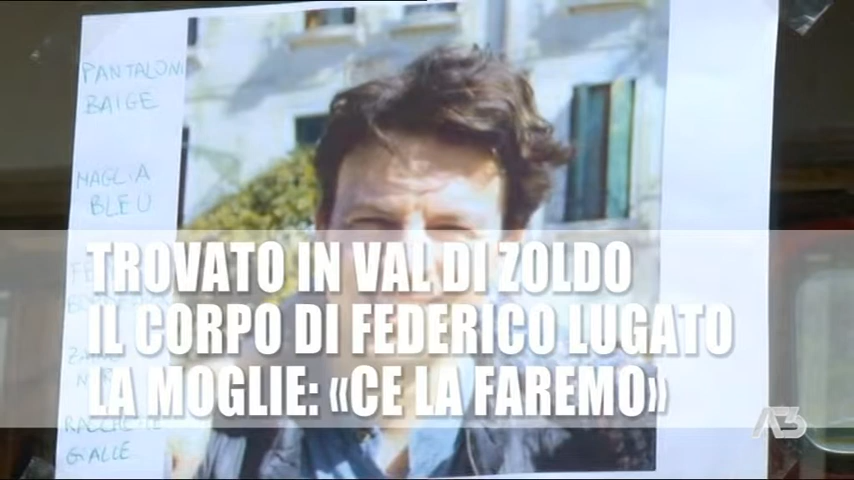 PANTALONI
BAIGE
MAGLIA
BLEU
TROVATO IN VAL DI ZOLDO
IL CORPO DI FEDERICO LUGATO
LA MOGLIE: «CE LA FAREMO»
GIALLE
A3